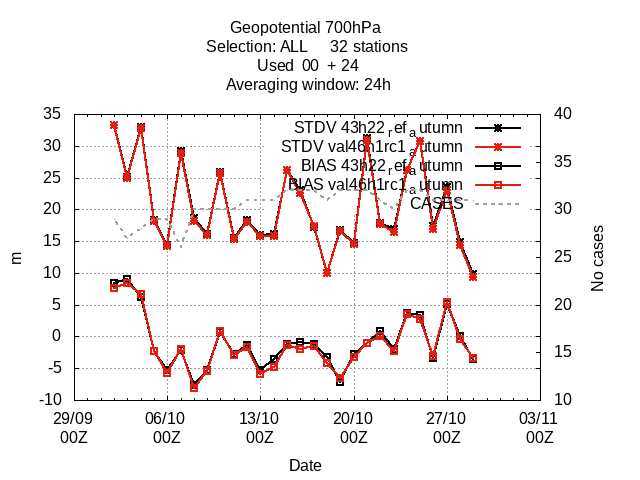 Geopotential 700hPa
Selection: ALL 32 stations
Used 00 + 24
Averaging window: 24h
35 40
30 35
25
20 30
15 25
10
5 20
0 15
-5
-10 10
STDV 43h22_ref_autumn
STDV val46h1rc1_autumn
BIAS 43h22_ref_autumn
BIAS val46h1rc1_autumn
CASES
m
No cases
29/09 06/10 13/10 20/10 27/10 03/11
00Z 00Z 00Z 00Z 00Z 00Z
Date